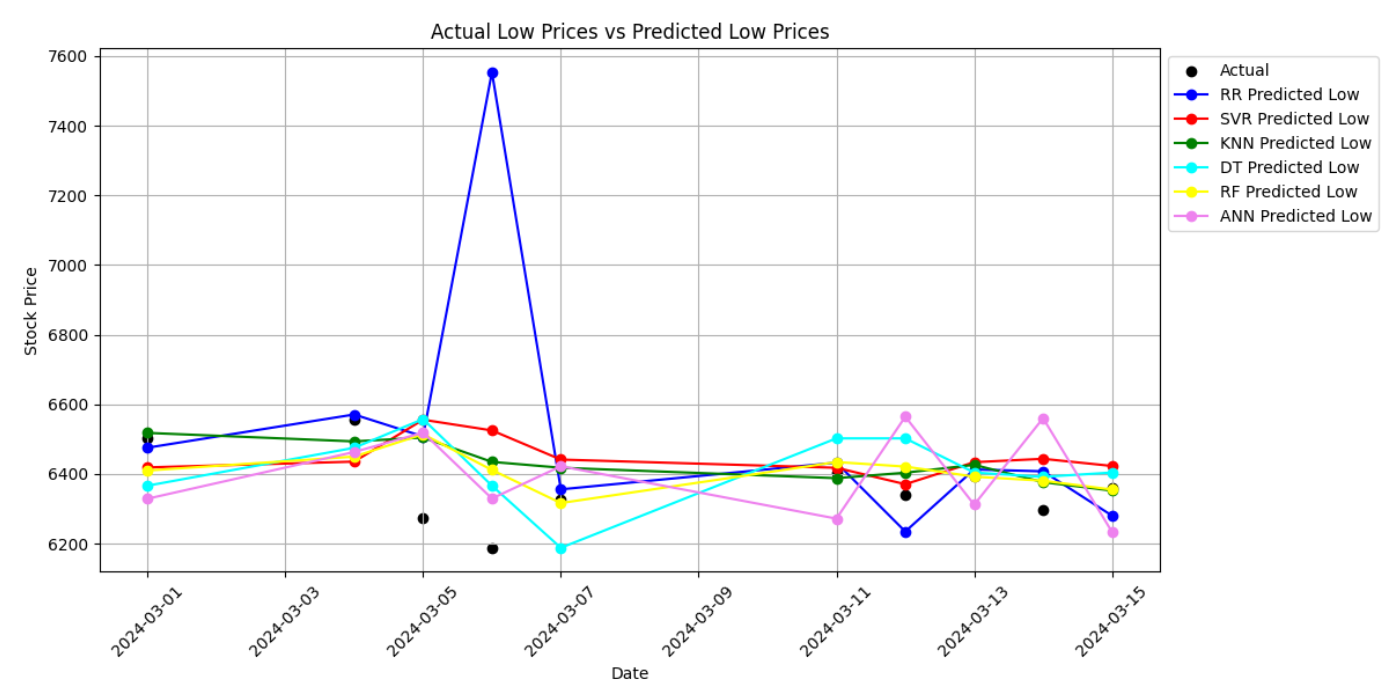 Actual Low Prices vs Predicted Low Prices
Stock Price
7600
7400
7200
7000
6800
6600
6400
6200
2024-03-01
2024-03-03
2024-03-05
2024-03-07
2024-03-09
2024-03-11
2024-03-13
2024-03-15
Date
Actual
RR Predicted Low
SVR Predicted Low
KNN Predicted Low
DT Predicted Low
RF Predicted Low
ANN Predicted Low